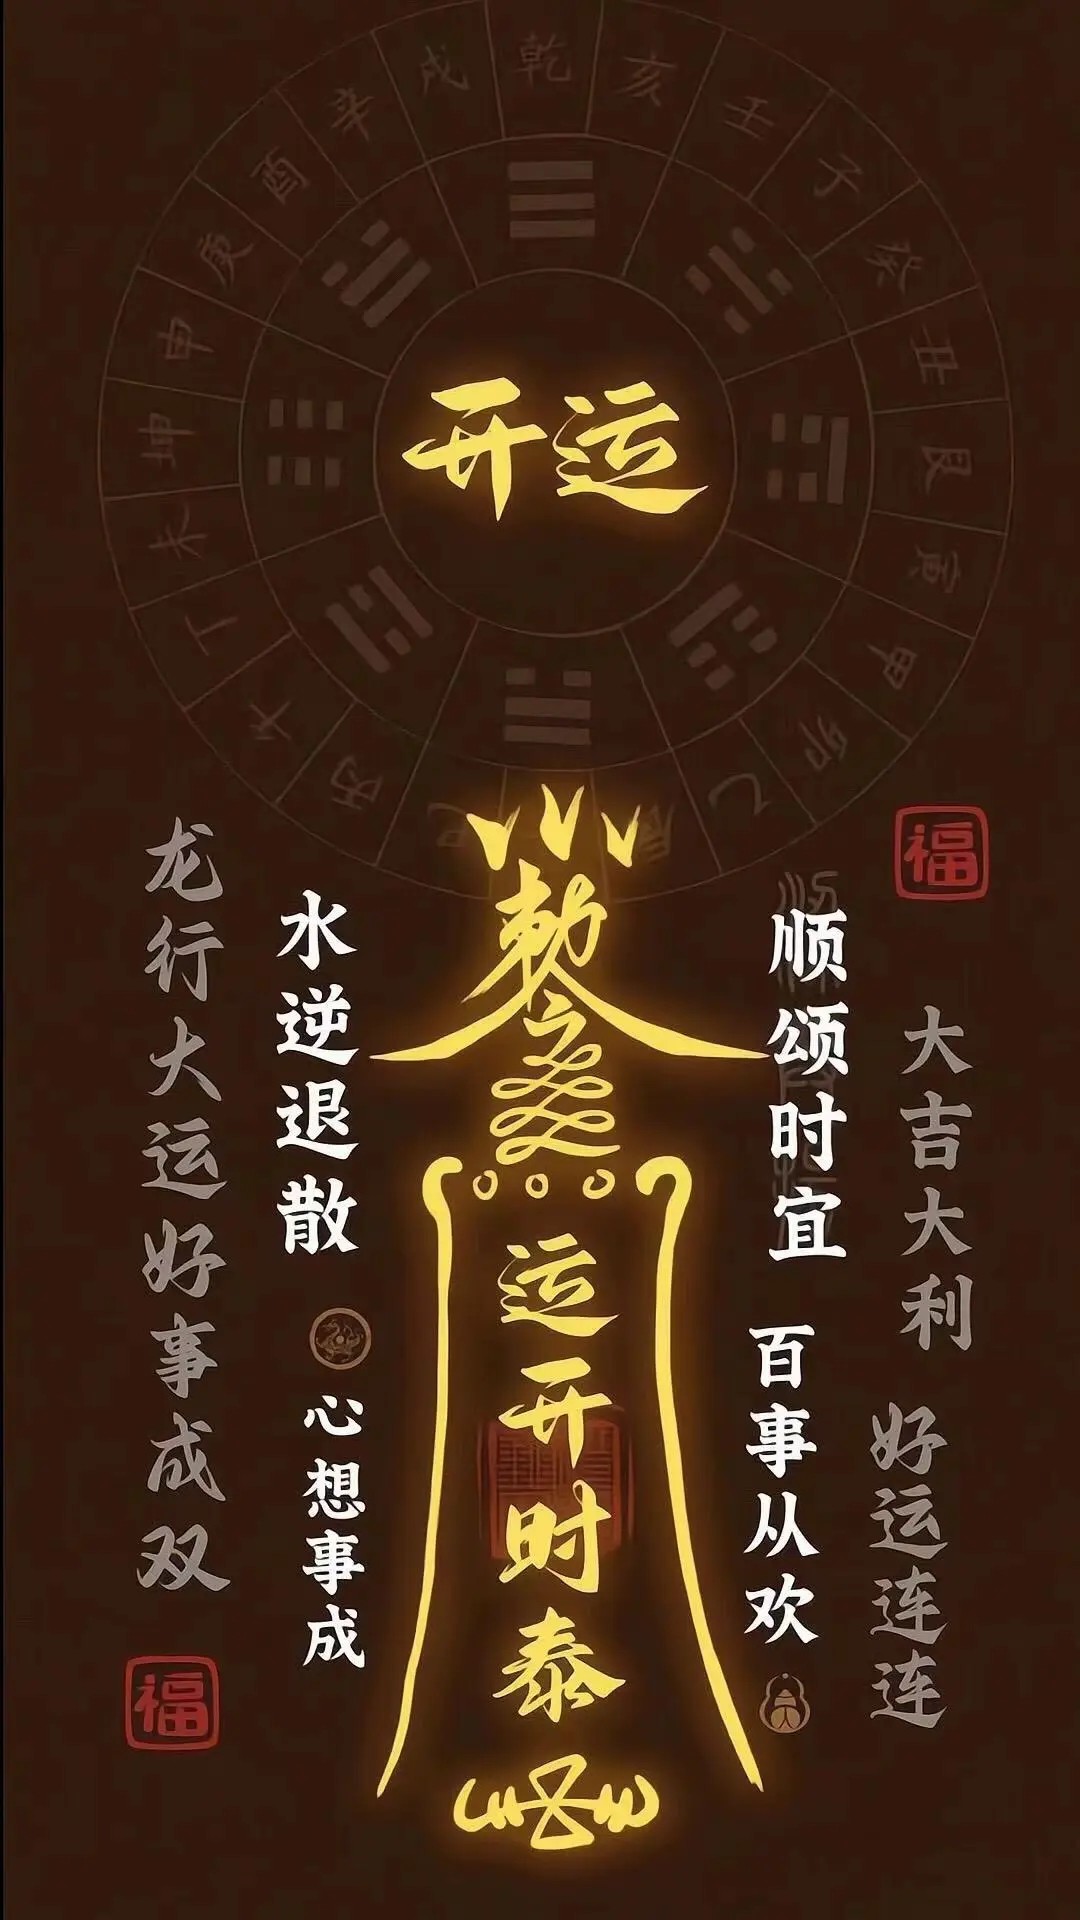 乾
亥
壬
子
癸
丑
艮
寅
甲
卯
乙
辰
巳
丙
午
丁
未
坤
申
庚
酉
辛
戌
开运
敕令
运开时泰
福
大吉大利
好运连连
顺颂时宜
百事从欢
水逆退散
心想事成
龙行大运好事成双
福